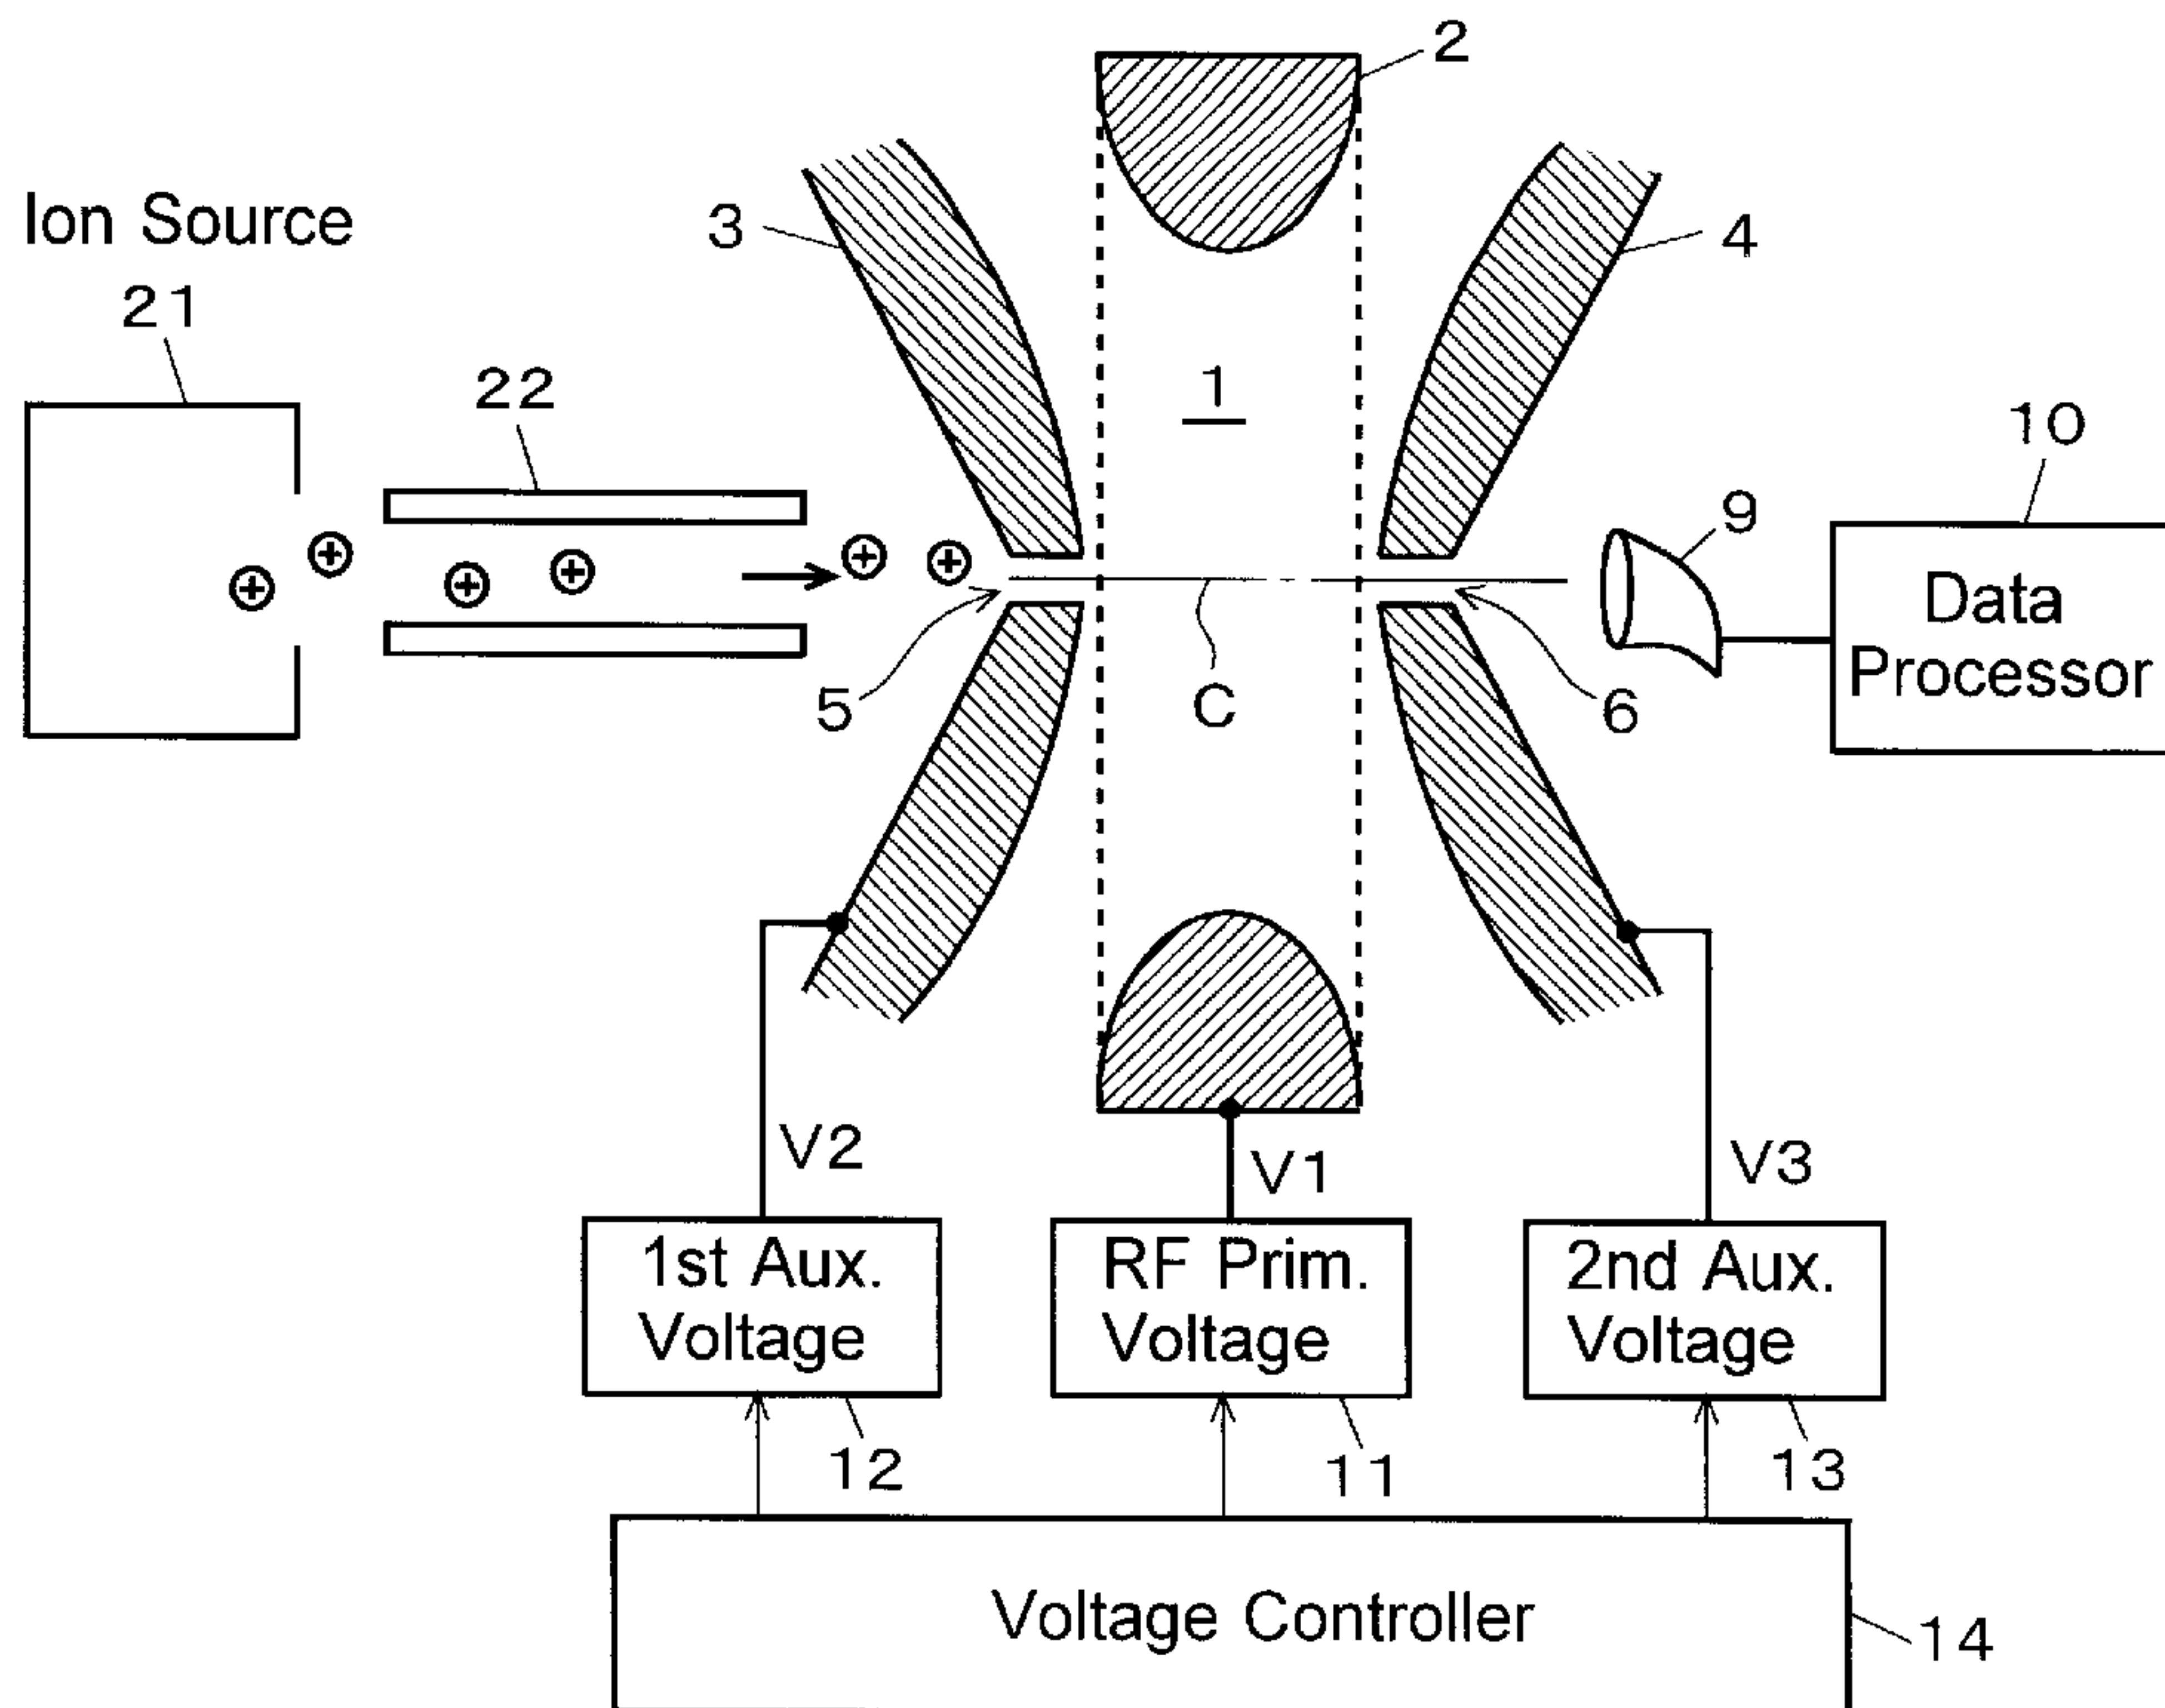 2
Ion Source
3
4
21
22
1
10
9
Data
Processor
5
C
6
V2
V1
V3
1st Aux.
Voltage
RF Prim.
Voltage
2nd Aux.
Voltage
12
11
13
Voltage Controller
14